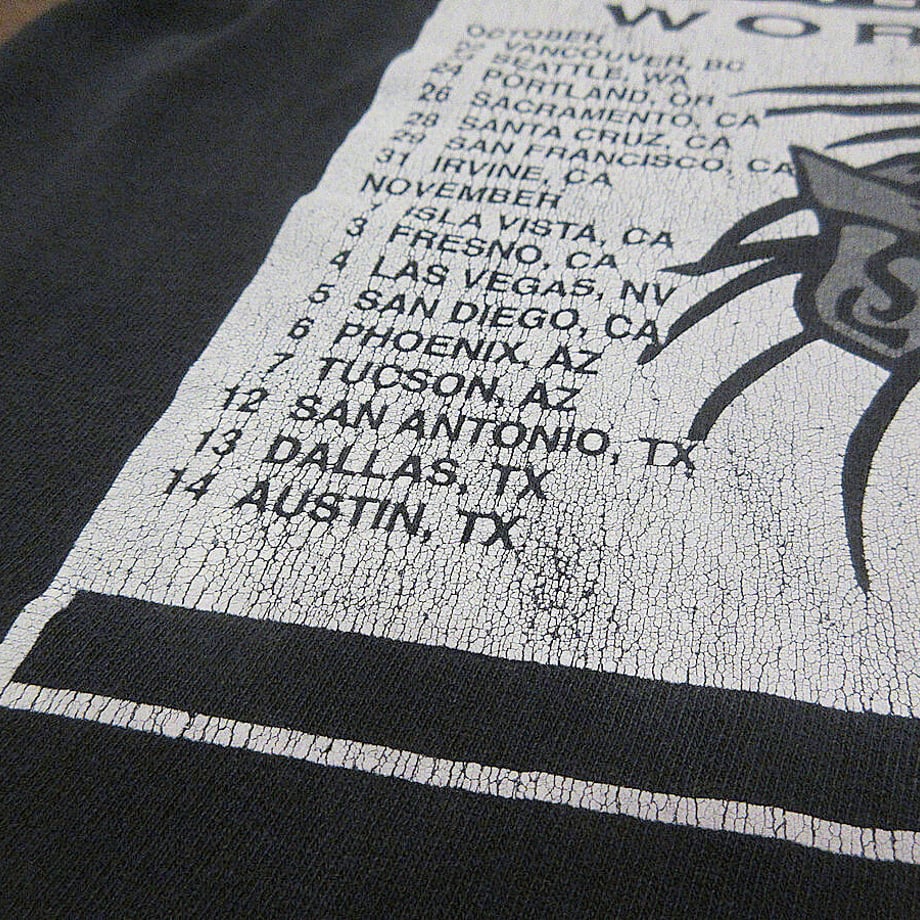 WOR
OCTOBER
VANCOUVER, BC
SEATTLE, WA
24 PORTLAND, OR
26 SACRAMENTO, CA
28 SANTA CRUZ, CA
29 SAN FRANCISCO, CA
31 IRVINE, CA
NOVEMBER
ISLA VISTA, CA
3 FRESNO, CA
4 LAS VEGAS, NV
5 SAN DIEGO, CA
6 PHOENIX, AZ
7 TUCSON, AZ
12 SAN ANTONIO, TX
13 DALLAS, TX
14 AUSTIN, TX